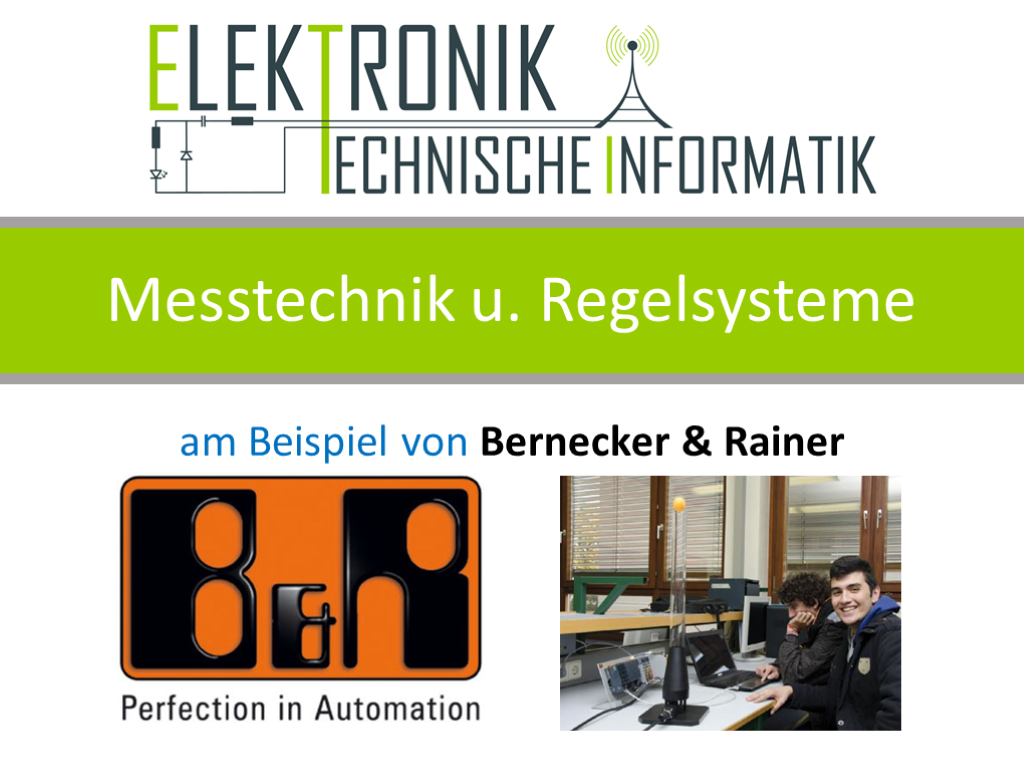 ELEKTRONIK
TECHNISCHE INFORMATIK
Messtechnik u. Regelsysteme
am Beispiel von Bernecker & Rainer
B&R
Perfection in Automation